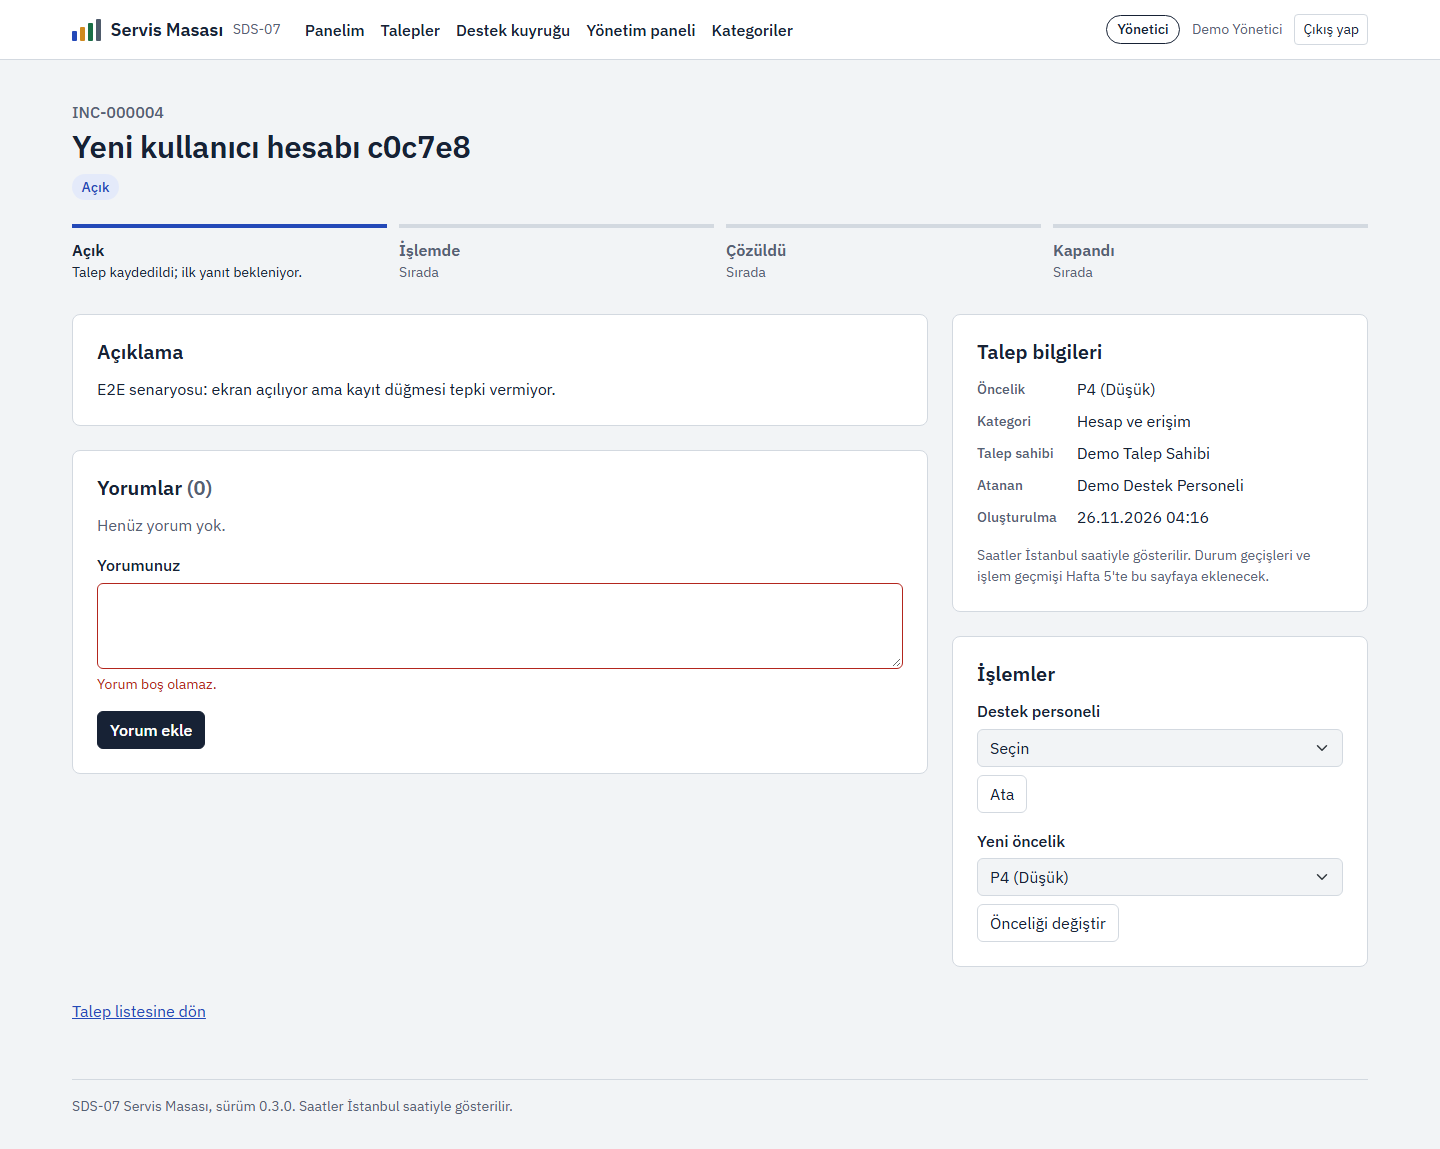 Servis Masası SDS-07 Panelim Talepler Destek kuyruğu Yönetim paneli Kategoriler Yönetici Demo Yönetici Çıkış yap
INC-000004
Yeni kullanıcı hesabı c0c7e8
Açık
Açık
Talep kaydedildi; ilk yanıt bekleniyor.
İşlemde
Sırada
Çözüldü
Sırada
Kapandı
Sırada
Açıklama
E2E senaryosu: ekran açılıyor ama kayıt düğmesi tepki vermiyor.
Yorumlar (0)
Henüz yorum yok.
Yorumunuz
Yorum boş olamaz.
Yorum ekle
Talep bilgileri
Öncelik P4 (Düşük)
Kategori Hesap ve erişim
Talep sahibi Demo Talep Sahibi
Atanan Demo Destek Personeli
Oluşturulma 26.11.2026 04:16
Saatler İstanbul saatiyle gösterilir. Durum geçişleri ve
işlem geçmişi Hafta 5'te bu sayfaya eklenecek.
İşlemler
Destek personeli
Seçin
Ata
Yeni öncelik
P4 (Düşük)
Önceliği değiştir
Talep listesine dön
SDS-07 Servis Masası, sürüm 0.3.0. Saatler İstanbul saatiyle gösterilir.